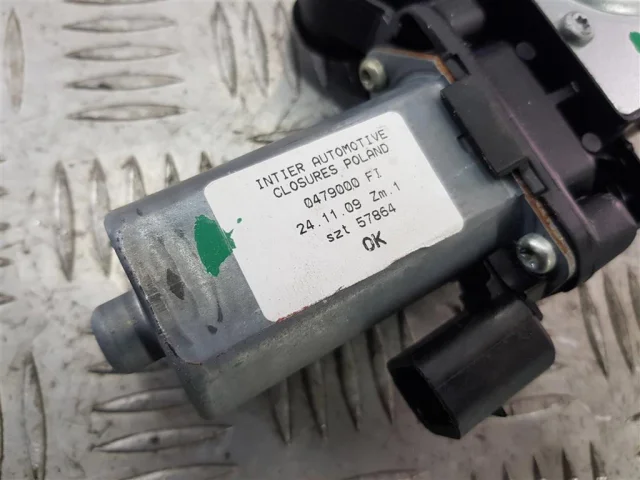 INTIER AUTOMOTIVE
CLOSURES POLAND
0479000 FI
24.11.09 Zm.1
szt 57864
OK